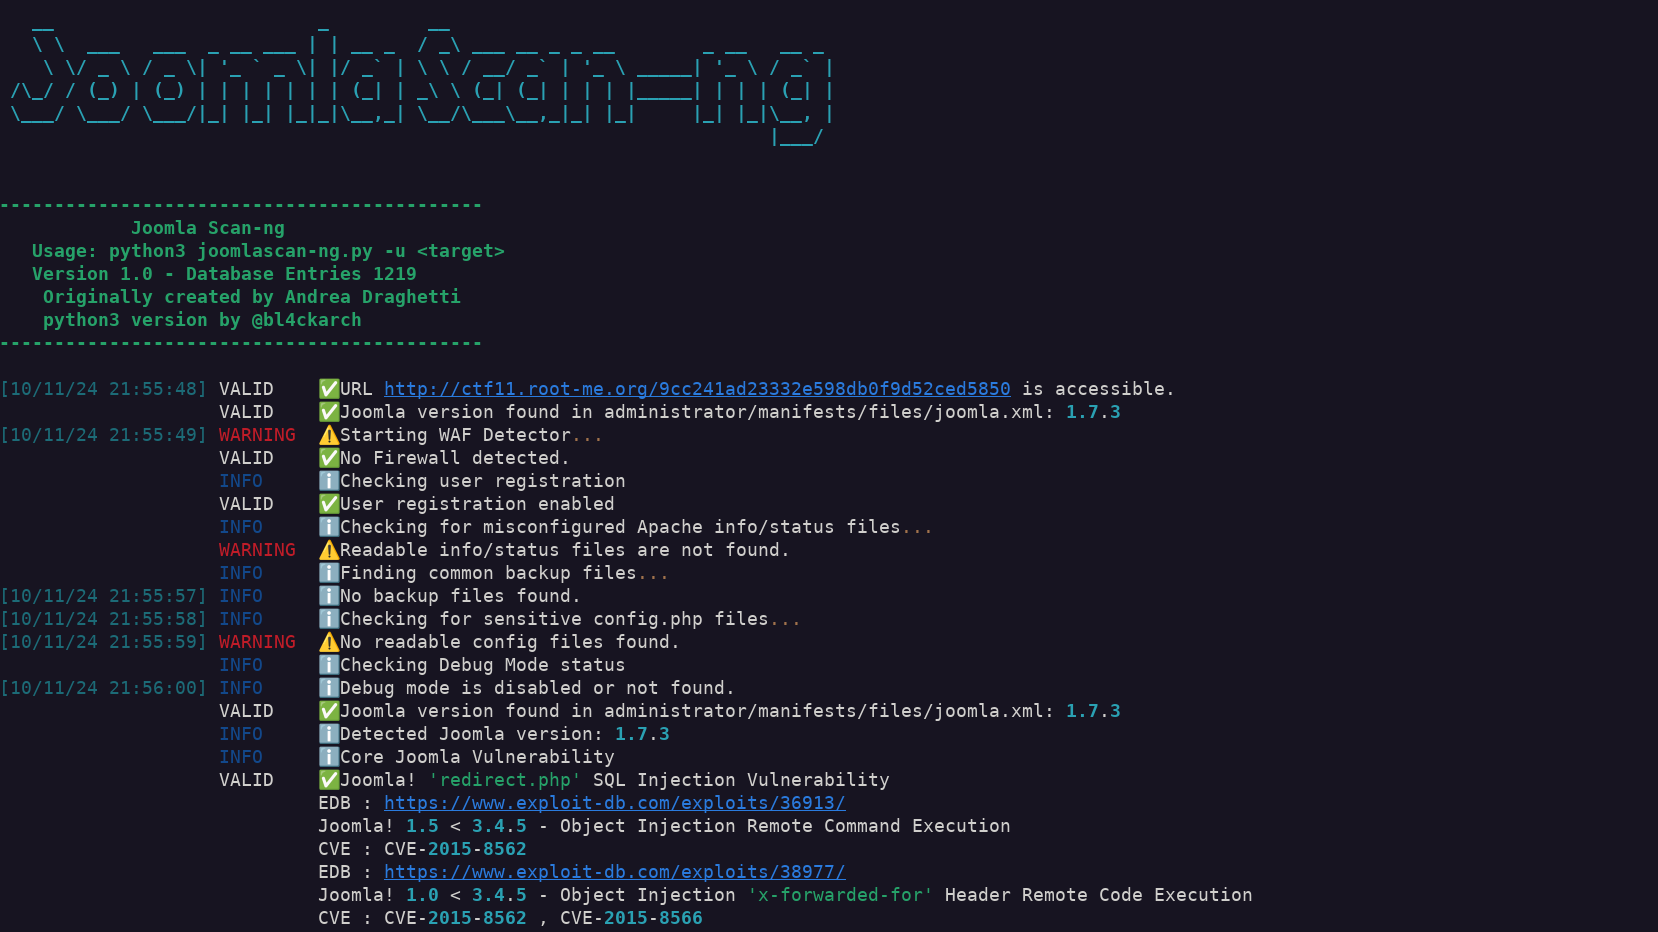 Joomlascan-ng
-------------------------------------------
Joomla Scan-ng
Usage: python3 joomlascan-ng.py -u <target>
Version 1.0 - Database Entries 1219
Originally created by Andrea Draghetti
python3 version by @bl4ckarch
-------------------------------------------
[10/11/24 21:55:48] VALID ✅URL http://ctf11.root-me.org/9cc241ad23332e598db0f9d52ced5850 is accessible.
VALID ✅Joomla version found in administrator/manifests/files/joomla.xml: 1.7.3
[10/11/24 21:55:49] WARNING ⚠️Starting WAF Detector...
VALID ✅No Firewall detected.
INFO ℹ️Checking user registration
VALID ✅User registration enabled
INFO ℹ️Checking for misconfigured Apache info/status files...
WARNING ⚠️Readable info/status files are not found.
INFO ℹ️Finding common backup files...
[10/11/24 21:55:57] INFO ℹ️No backup files found.
[10/11/24 21:55:58] INFO ℹ️Checking for sensitive config.php files...
[10/11/24 21:55:59] WARNING ⚠️No readable config files found.
INFO ℹ️Checking Debug Mode status
[10/11/24 21:56:00] INFO ℹ️Debug mode is disabled or not found.
VALID ✅Joomla version found in administrator/manifests/files/joomla.xml: 1.7.3
INFO ℹ️Detected Joomla version: 1.7.3
INFO ℹ️Core Joomla Vulnerability
VALID ✅Joomla! 'redirect.php' SQL Injection Vulnerability
EDB : https://www.exploit-db.com/exploits/36913/
Joomla! 1.5 < 3.4.5 - Object Injection Remote Command Execution
CVE : CVE-2015-8562
EDB : https://www.exploit-db.com/exploits/38977/
Joomla! 1.0 < 3.4.5 - Object Injection 'x-forwarded-for' Header Remote Code Execution
CVE : CVE-2015-8562 , CVE-2015-8566